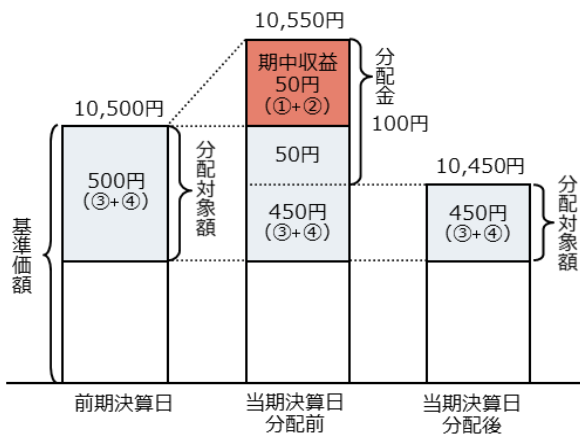 10,550円
期中収益
50円
(①+②)
分配金
100円
10,500円
50円
500円
(③+④)
分配対象額
10,450円
450円
(③+④)
450円
(③+④)
分配対象額
基準価額
前期決算日
当期決算日
分配前
当期決算日
分配後